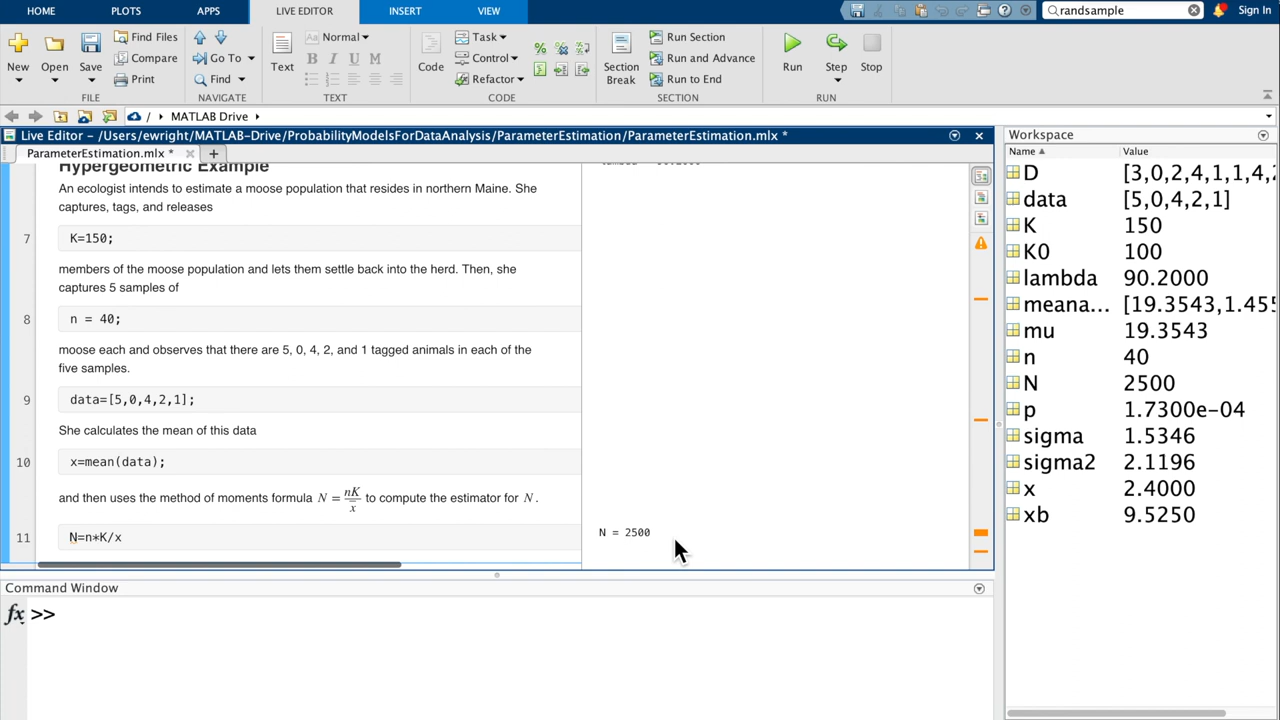 HOME PLOTS APPS LIVE EDITOR INSERT VIEW randsample Sign In
New Open Save Find Files Compare Print Go To Find Text Normal B I U M Code Task Control Refactor Section Break Run Section Run and Advance Run to End Run Step Stop
FILE NAVIGATE TEXT CODE SECTION RUN
/ MATLAB Drive
Live Editor - /Users/ewright/MATLAB-Drive/ProbabilityModelsForDataAnalysis/ParameterEstimation/ParameterEstimation.mlx *
ParameterEstimation.mlx * +
Hypergeometric Example
An ecologist intends to estimate a moose population that resides in northern Maine. She
captures, tags, and releases
7 K=150;
members of the moose population and lets them settle back into the herd. Then, she
captures 5 samples of
8 n = 40;
moose each and observes that there are 5, 0, 4, 2, and 1 tagged animals in each of the
five samples.
9 data=[5,0,4,2,1];
She calculates the mean of this data
10 x=mean(data);
and then uses the method of moments formula N = nK/x̄ to compute the estimator for N.
11 N=n*K/x
N = 2500
Command Window
fx >>
Workspace
Name Value
D [3,0,2,4,1,1,4,2
data [5,0,4,2,1]
K 150
K0 100
lambda 90.2000
meana... [19.3543,1.455
mu 19.3543
n 40
N 2500
p 1.7300e-04
sigma 1.5346
sigma2 2.1196
x 2.4000
xb 9.5250